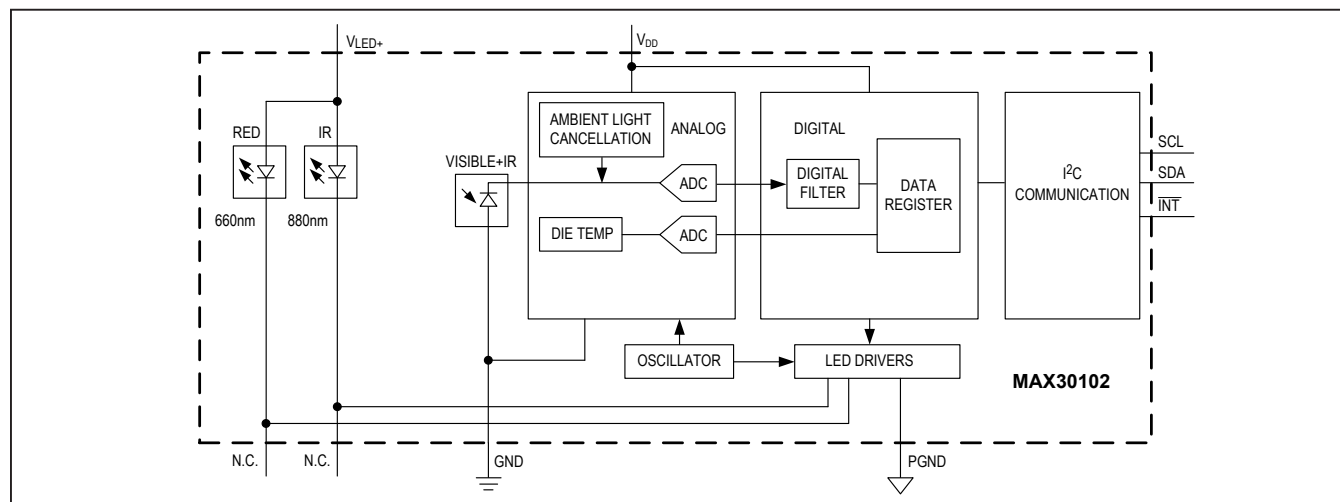 VLED+
VDD
RED
IR
660nm
880nm
VISIBLE+IR
AMBIENT LIGHT
CANCELLATION
ANALOG
ADC
DIE TEMP
ADC
DIGITAL
DIGITAL
FILTER
DATA
REGISTER
I²C
COMMUNICATION
SCL
SDA
INT
OSCILLATOR
LED DRIVERS
MAX30102
N.C.
N.C.
GND
PGND